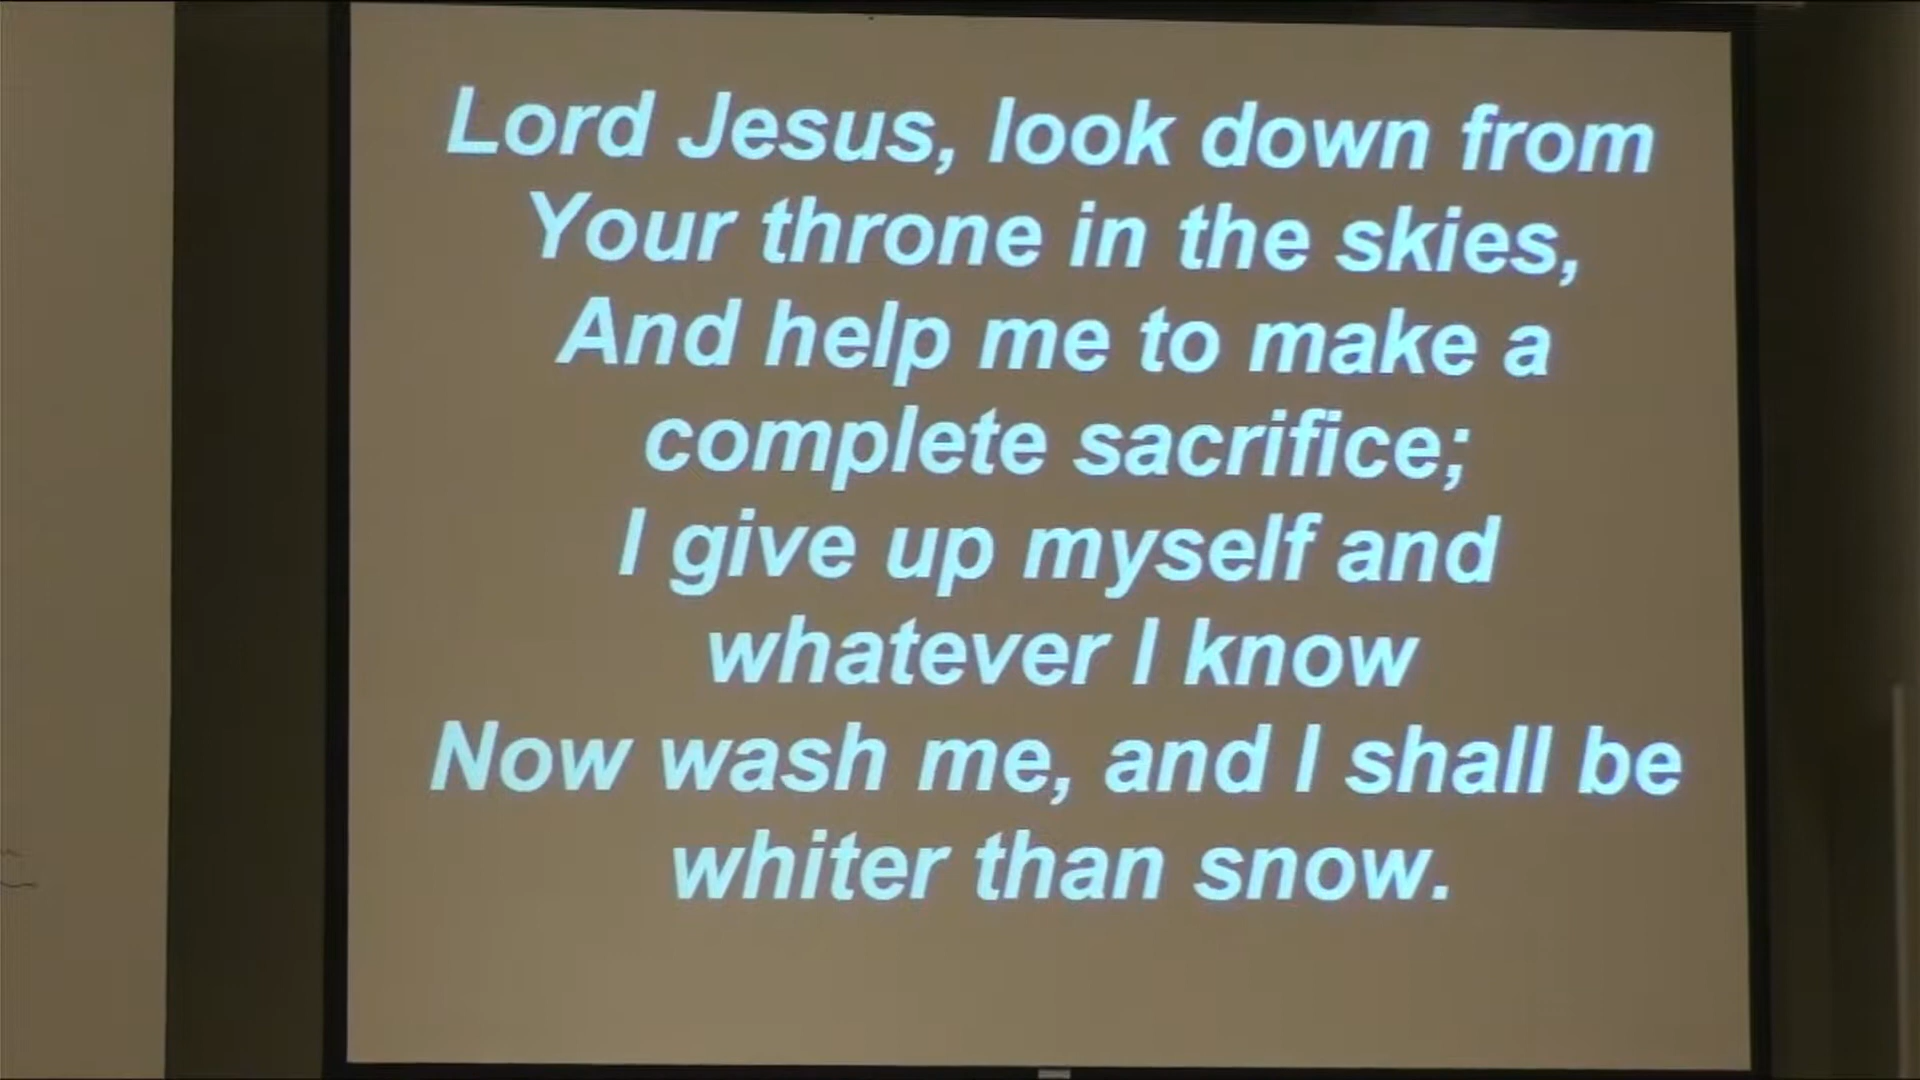 Lord Jesus, look down from
Your throne in the skies,
And help me to make a
complete sacrifice;
I give up myself and
whatever I know
Now wash me, and I shall be
whiter than snow.